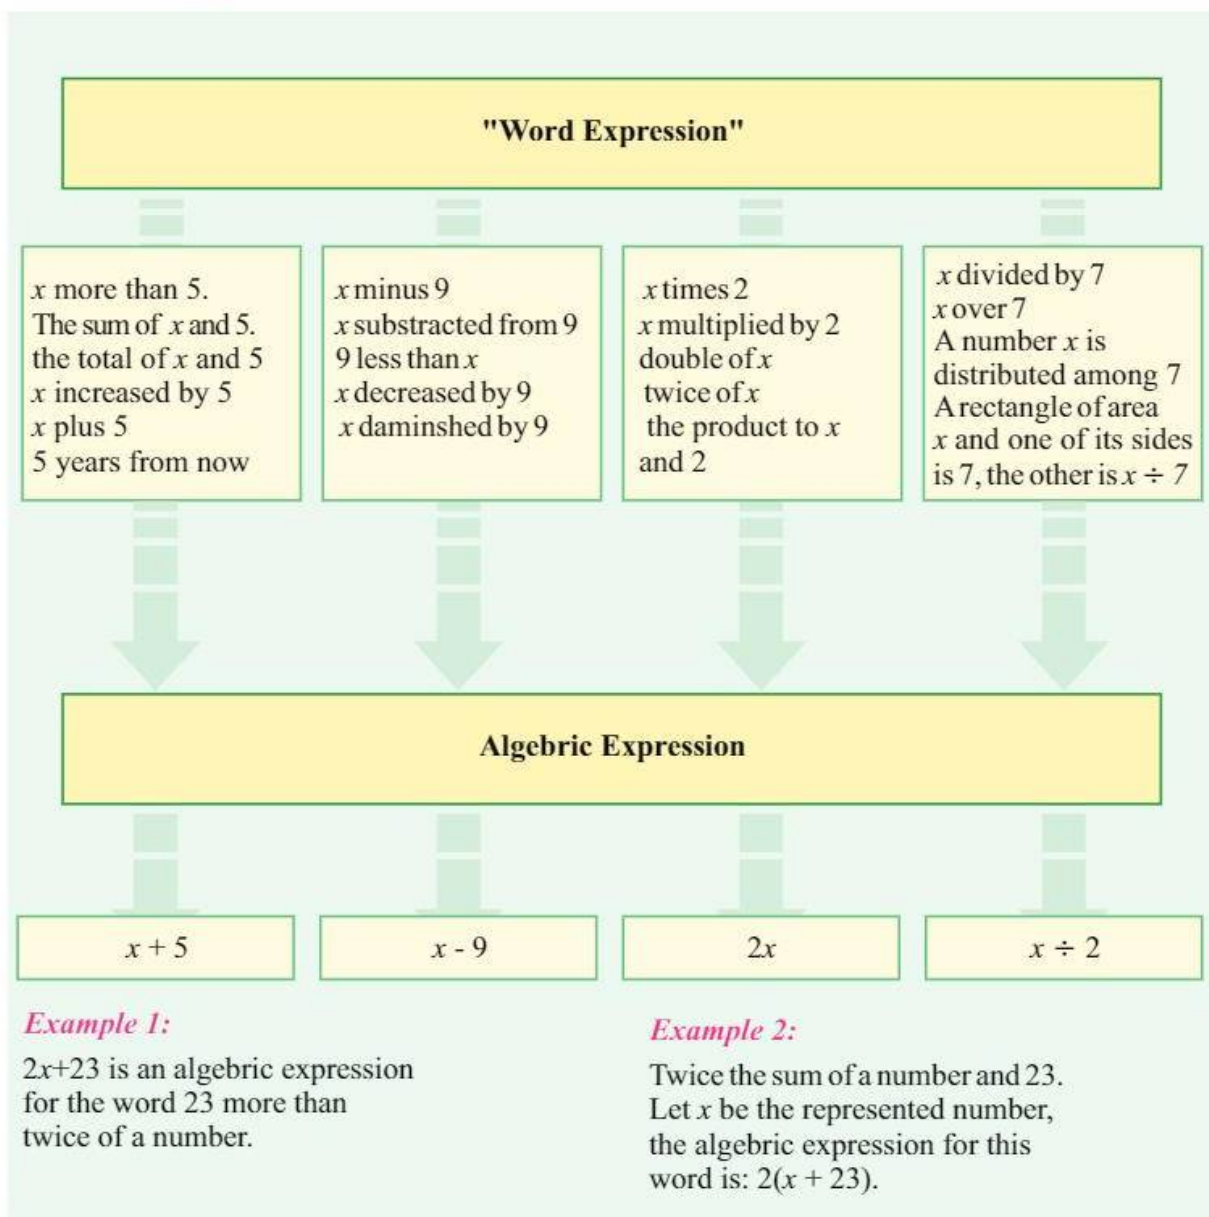 "Word Expression"
x more than 5.
The sum of x and 5.
the total of x and 5
x increased by 5
x plus 5
5 years from now
x minus 9
x substracted from 9
9 less than x
x decreased by 9
x daminshed by 9
x times 2
x multiplied by 2
double of x
twice of x
the product to x
and 2
x divided by 7
x over 7
A number x is
distributed among 7
A rectangle of area
x and one of its sides
is 7, the other is x ÷ 7
Algebric Expression
x + 5
x - 9
2x
x ÷ 2
Example 1:
2x+23 is an algebric expression
for the word 23 more than
twice of a number.
Example 2:
Twice the sum of a number and 23.
Let x be the represented number,
the algebric expression for this
word is: 2(x + 23).